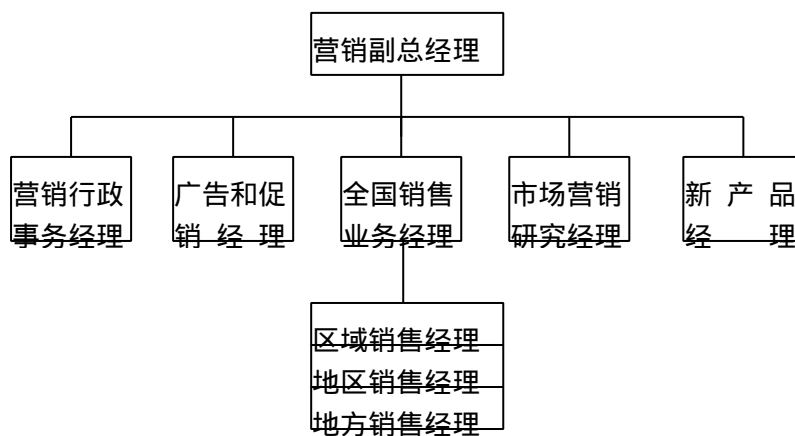 营销副总经理
营销行政
事务经理
广告和促
销 经 理
全国销售
业务经理
市场营销
研究经理
新 产 品
经 理
区域销售经理
地区销售经理
地方销售经理